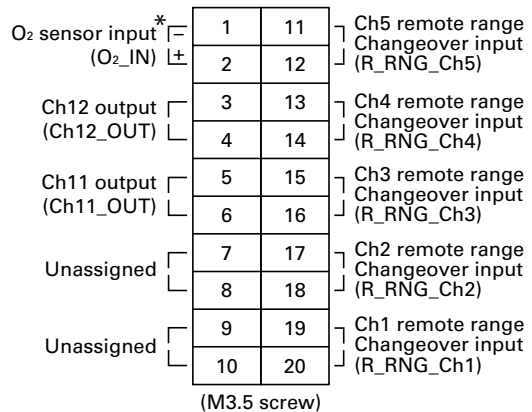 O₂ sensor input* −
(O₂_IN) +
1 11
2 12
Ch5 remote range
Changeover input
(R_RNG_Ch5)
Ch12 output
(Ch12_OUT)
3 13
4 14
Ch4 remote range
Changeover input
(R_RNG_Ch4)
Ch11 output
(Ch11_OUT)
5 15
6 16
Ch3 remote range
Changeover input
(R_RNG_Ch3)
Unassigned
7 17
8 18
Ch2 remote range
Changeover input
(R_RNG_Ch2)
Unassigned
9 19
10 20
Ch1 remote range
Changeover input
(R_RNG_Ch1)
(M3.5 screw)